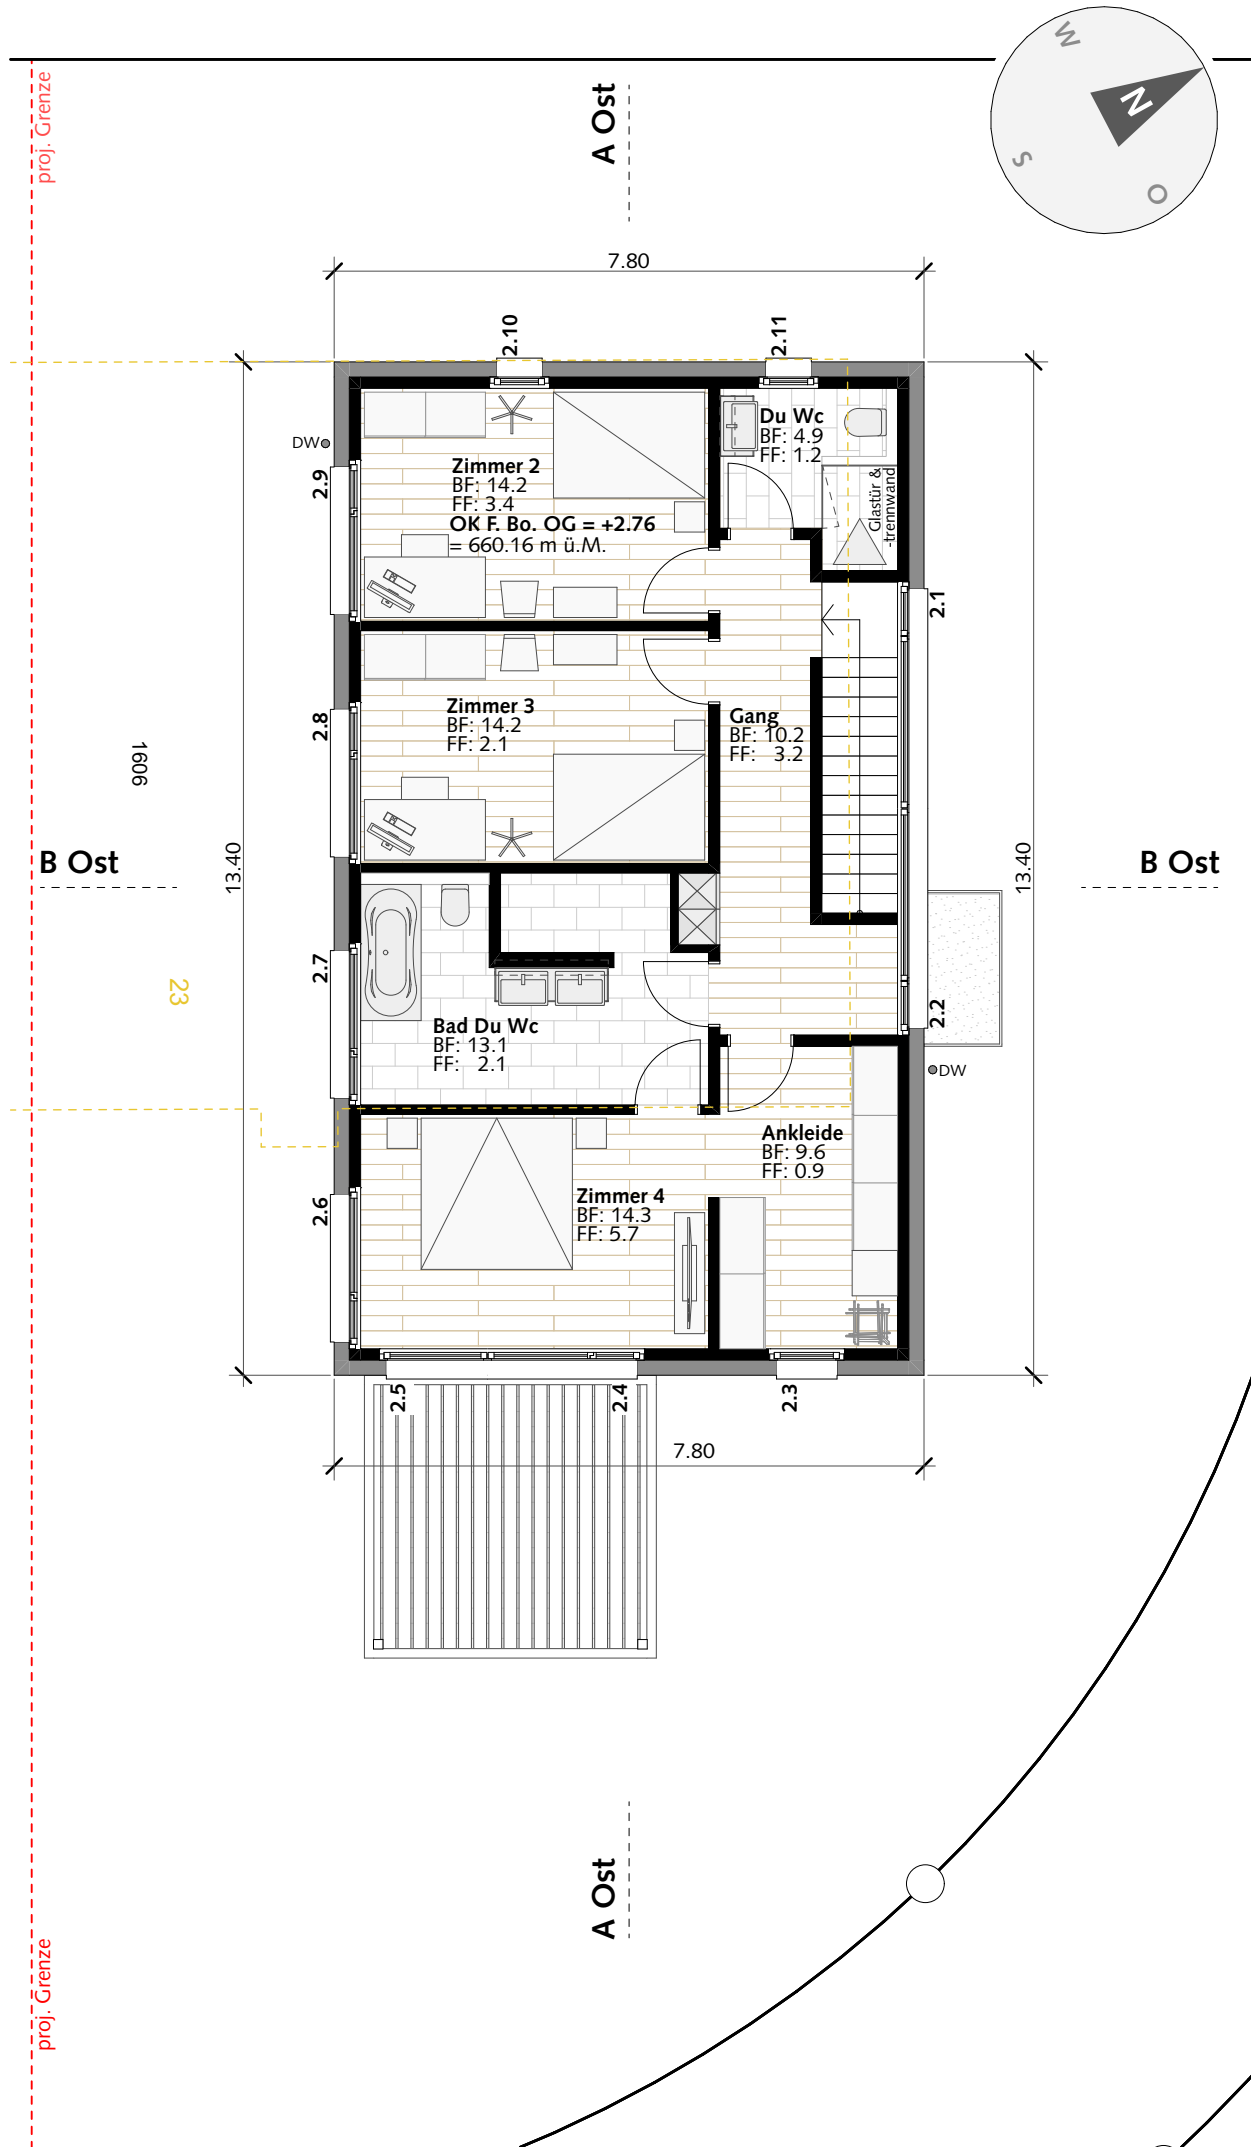 W
N
S
O
proj. Grenze
A Ost
7.80
2.10
2.11
DW
2.9
Zimmer 2
BF: 14.2
FF: 3.4
OK F. Bo. OG = +2.76
= 660.16 m ü.M.
Du Wc
BF: 4.9
FF: 1.2
Glastür &
-trennwand
2.1
2.8
Zimmer 3
BF: 14.2
FF: 2.1
Gang
BF: 10.2
FF: 3.2
1606
13.40
13.40
B Ost
B Ost
23
2.7
Bad Du Wc
BF: 13.1
FF: 2.1
2.2
DW
Ankleide
BF: 9.6
FF: 0.9
2.6
Zimmer 4
BF: 14.3
FF: 5.7
2.5
2.4
2.3
7.80
A Ost
proj. Grenze